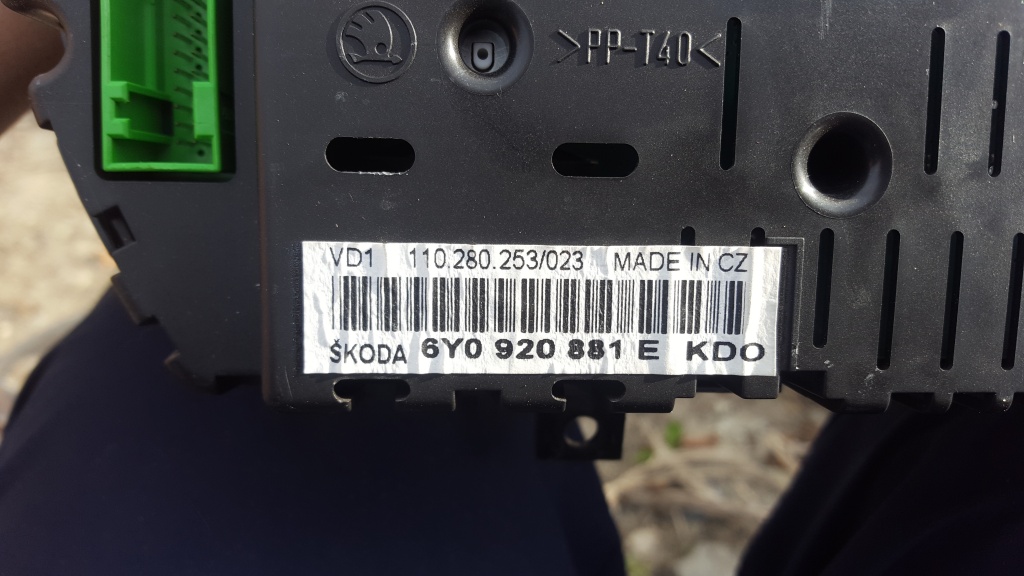 >PP-T40<
VD1 110.280.253/023 MADE IN CZ
ŠKODA 6Y0 920 881 E KDO